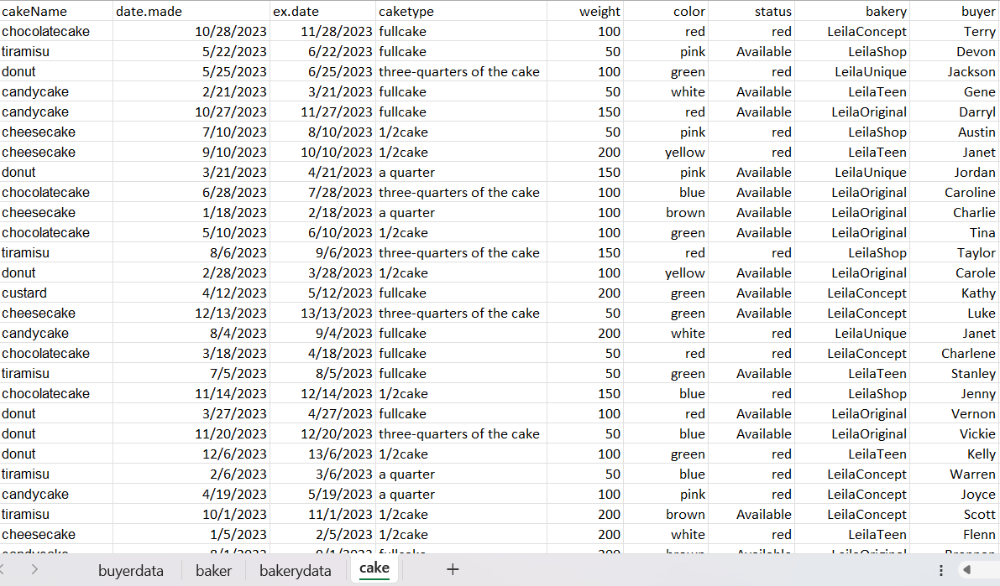 cakeName date.made ex.date caketype weight color status bakery buyer
chocolatecake 10/28/2023 11/28/2023 fullcake 100 red red LeilaConcept Terry
tiramisu 5/22/2023 6/22/2023 fullcake 50 pink Available LeilaShop Devon
donut 5/25/2023 6/25/2023 three-quarters of the cake 100 green red LeilaUnique Jackson
candycake 2/21/2023 3/21/2023 fullcake 50 white Available LeilaTeen Gene
candycake 10/27/2023 11/27/2023 fullcake 150 red Available LeilaOriginal Darryl
cheesecake 7/10/2023 8/10/2023 1/2cake 50 pink red LeilaShop Austin
cheesecake 9/10/2023 10/10/2023 1/2cake 200 yellow red LeilaTeen Janet
donut 3/21/2023 4/21/2023 a quarter 150 pink Available LeilaUnique Jordan
chocolatecake 6/28/2023 7/28/2023 three-quarters of the cake 100 blue Available LeilaOriginal Caroline
cheesecake 1/18/2023 2/18/2023 a quarter 100 brown Available LeilaOriginal Charlie
chocolatecake 5/10/2023 6/10/2023 1/2cake 100 green Available LeilaOriginal Tina
tiramisu 8/6/2023 9/6/2023 three-quarters of the cake 150 red red LeilaShop Taylor
donut 2/28/2023 3/28/2023 1/2cake 100 yellow Available LeilaOriginal Carole
custard 4/12/2023 5/12/2023 fullcake 200 green Available LeilaConcept Kathy
cheesecake 12/13/2023 13/13/2023 three-quarters of the cake 50 green Available LeilaConcept Luke
candycake 8/4/2023 9/4/2023 fullcake 200 white red LeilaUnique Janet
chocolatecake 3/18/2023 4/18/2023 fullcake 50 red red LeilaConcept Charlene
tiramisu 7/5/2023 8/5/2023 fullcake 50 green Available LeilaTeen Stanley
chocolatecake 11/14/2023 12/14/2023 1/2cake 150 blue red LeilaShop Jenny
donut 3/27/2023 4/27/2023 fullcake 100 red Available LeilaOriginal Vernon
donut 11/20/2023 12/20/2023 three-quarters of the cake 50 blue Available LeilaOriginal Vickie
donut 12/6/2023 13/6/2023 1/2cake 100 green red LeilaTeen Kelly
tiramisu 2/6/2023 3/6/2023 a quarter 50 blue red LeilaConcept Warren
candycake 4/19/2023 5/19/2023 a quarter 100 pink red LeilaConcept Joyce
tiramisu 10/1/2023 11/1/2023 1/2cake 200 brown Available LeilaConcept Scott
cheesecake 1/5/2023 2/5/2023 1/2cake 200 white red LeilaTeen Flenn
buyerdata baker bakerydata cake +